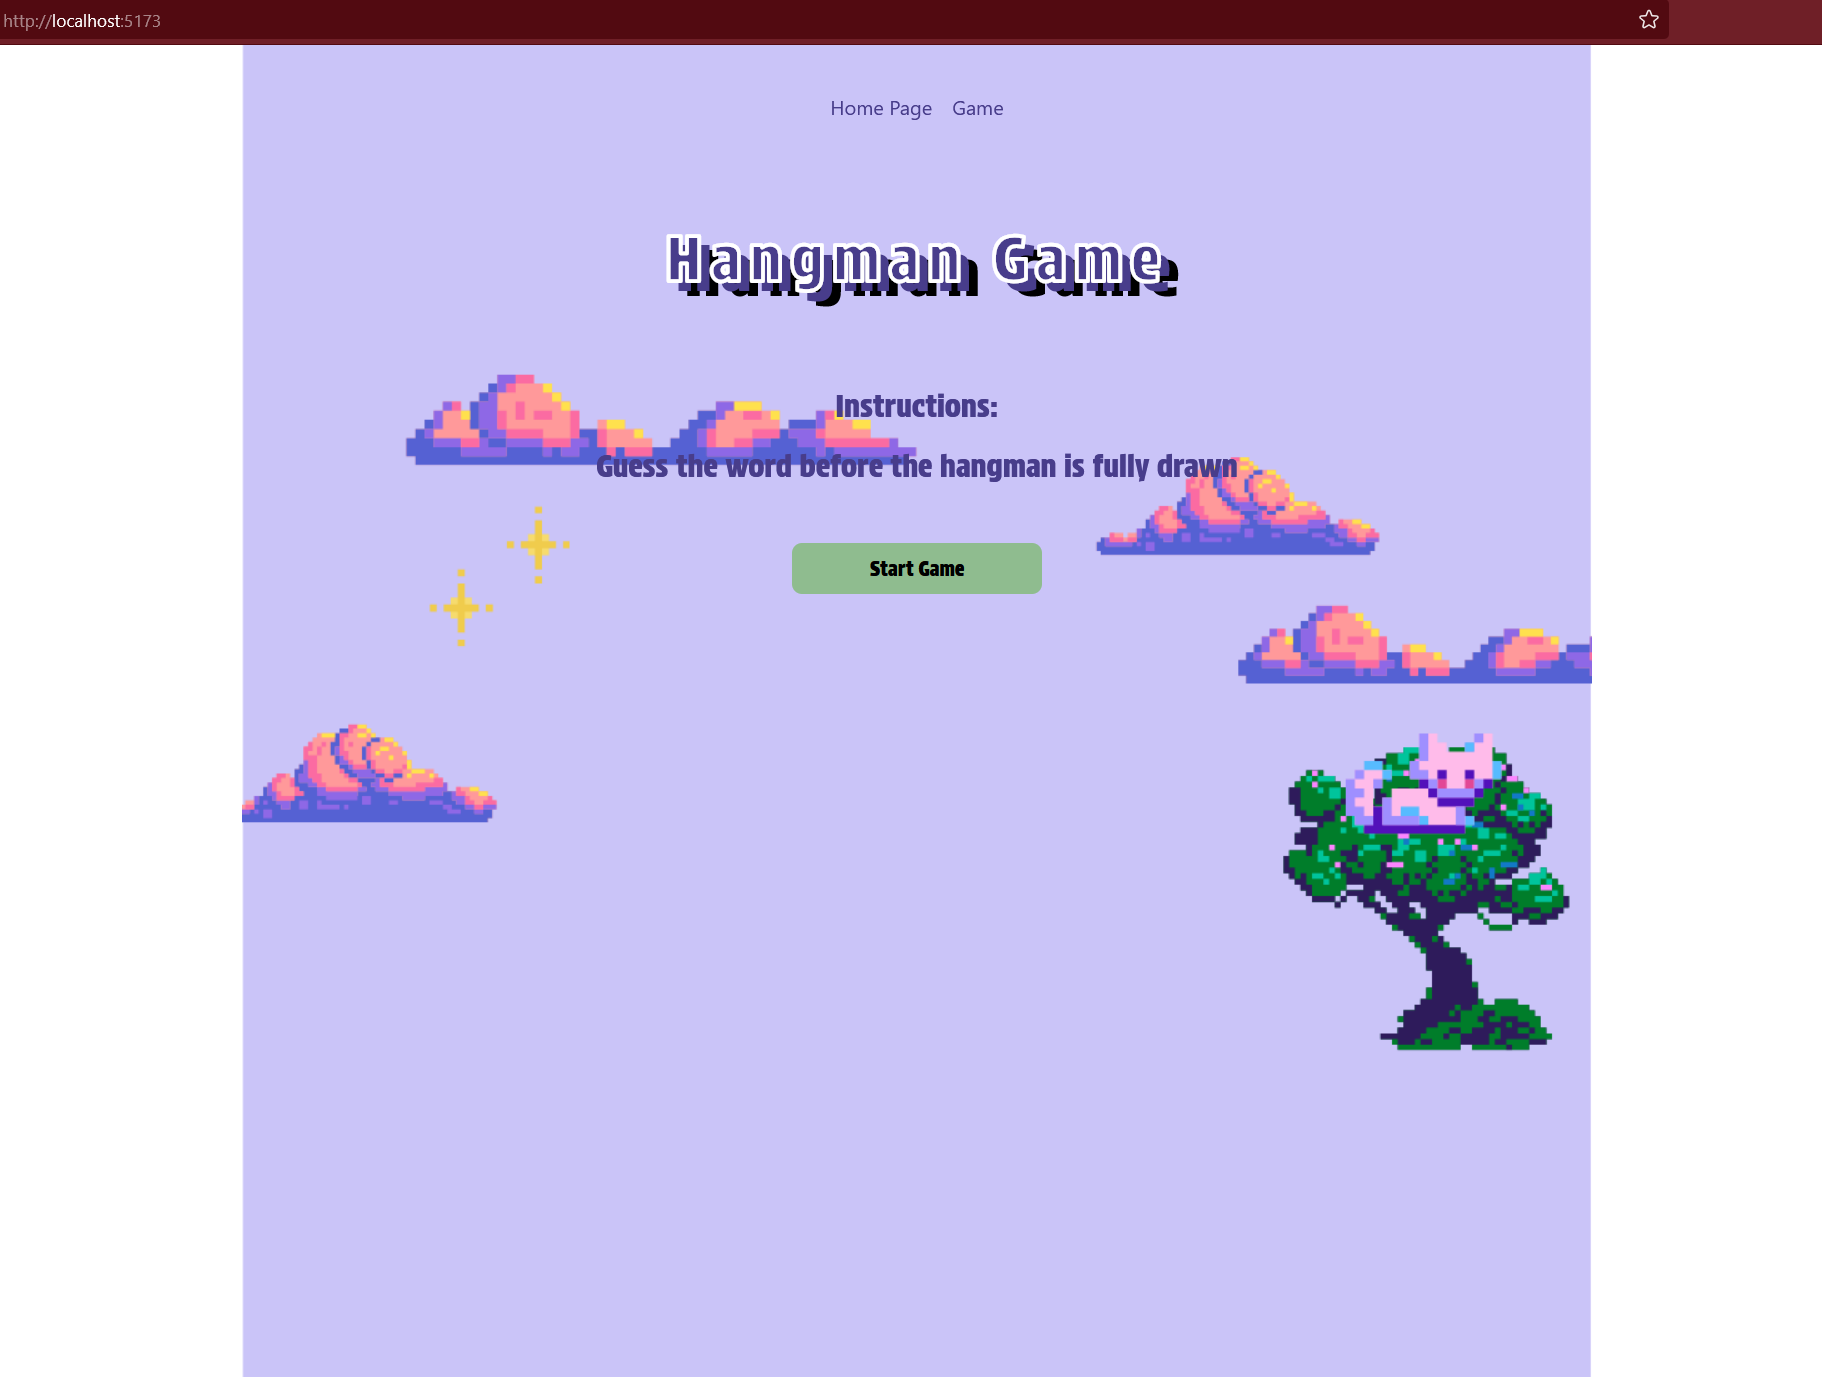 http://localhost:5173
Home Page Game
Hangman Game
Instructions:
Guess the word before the hangman is fully drawn
Start Game